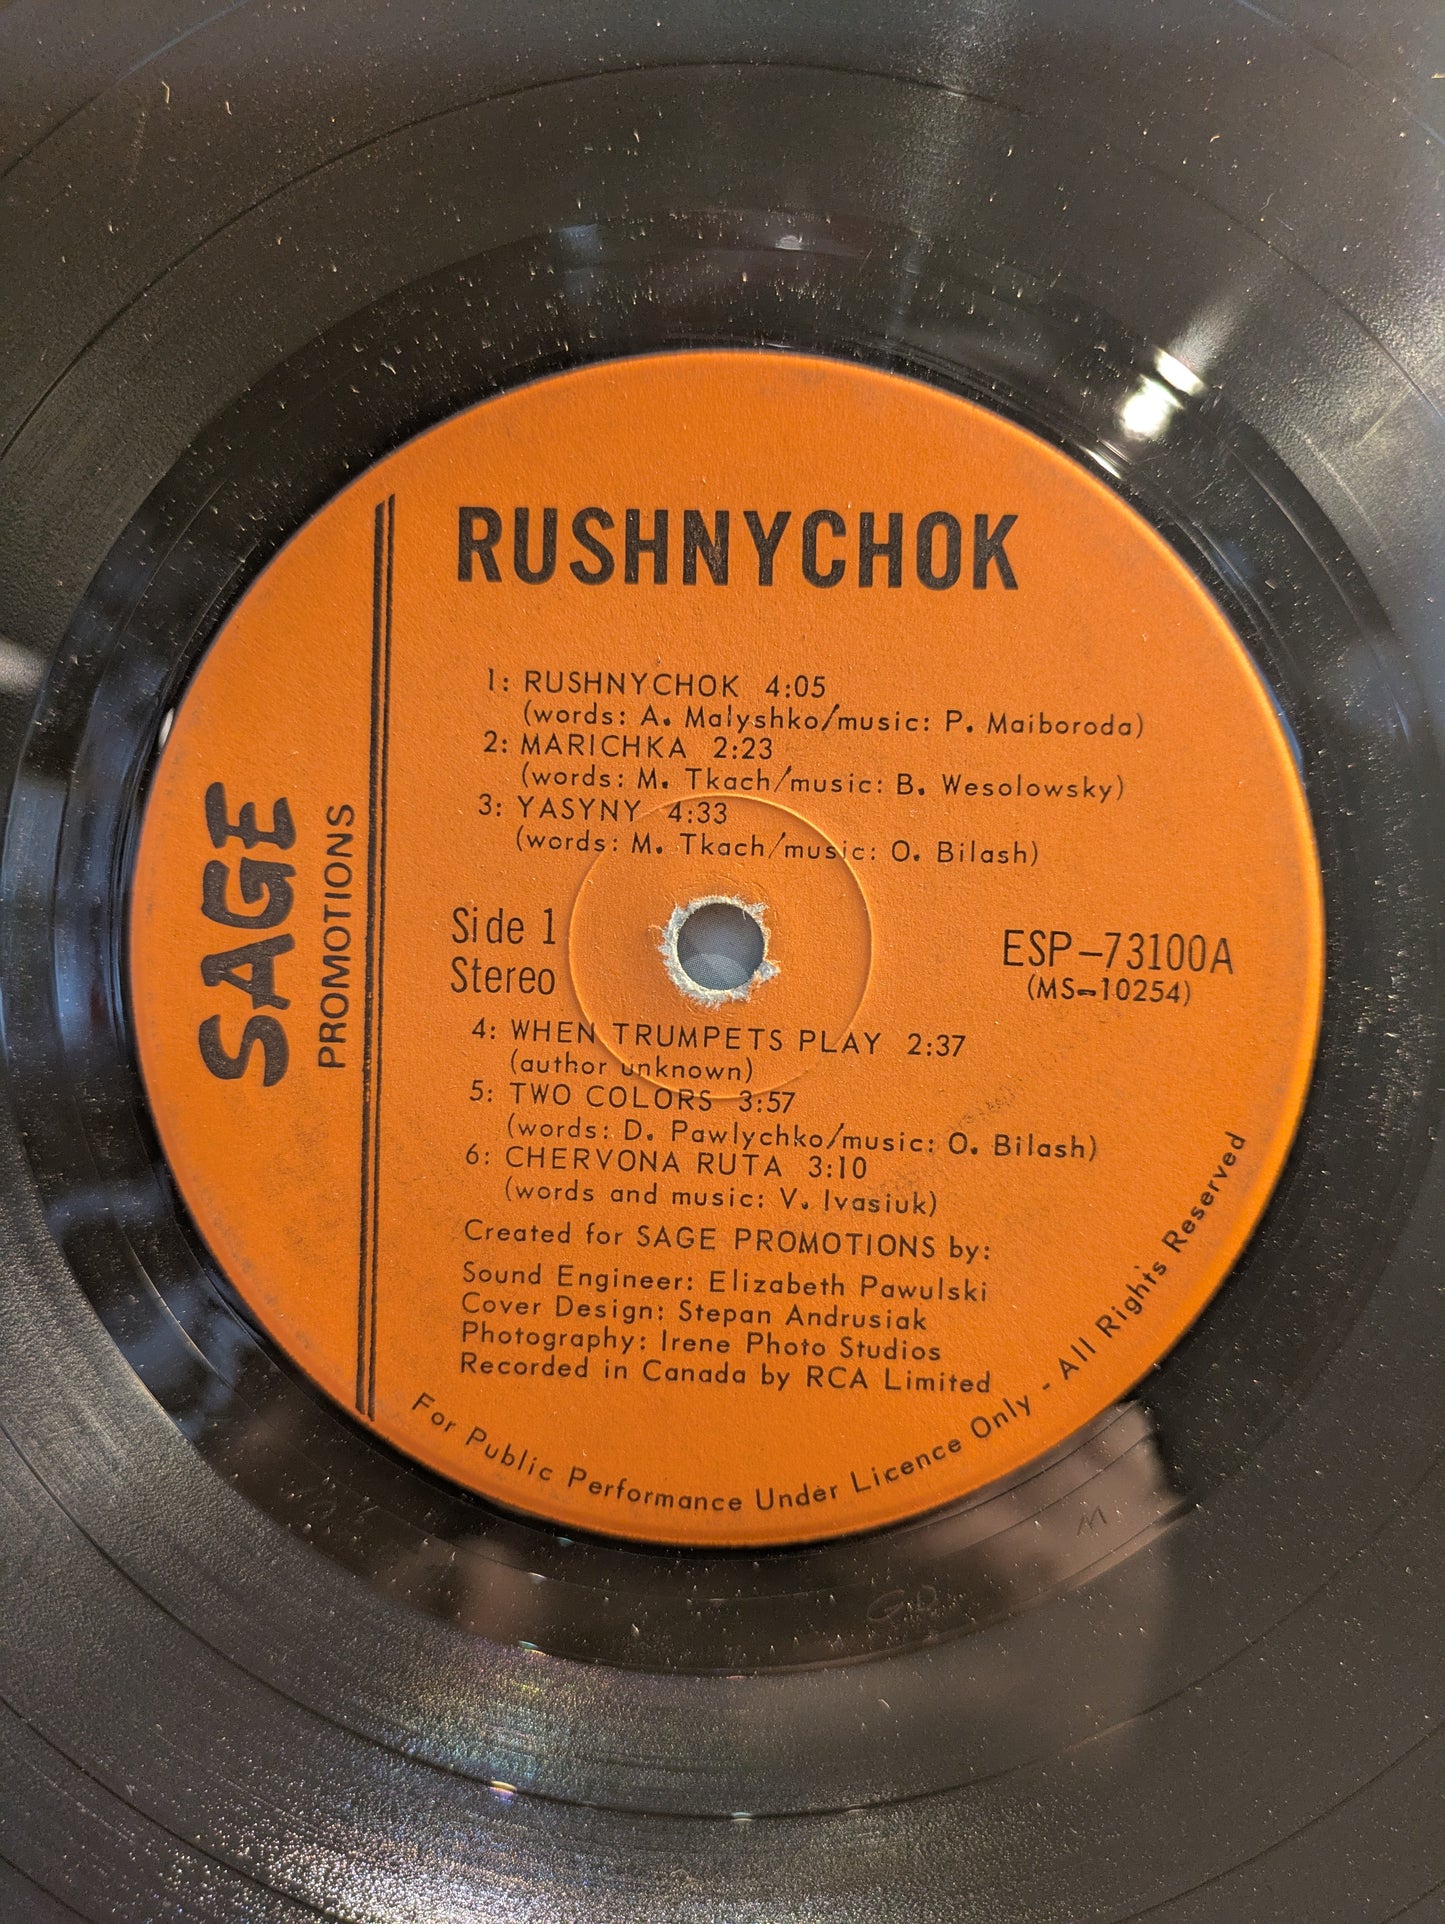 RUSHNYCHOK
1: RUSHNYCHOK 4:05
(words: A. Malyshko/music: P. Maiboroda)
2: MARICHKA 2:23
(words: M. Tkach/music: B. Wesolowsky)
3: YASYNY 4:33
(words: M. Tkach/music: O. Bilash)
SAGE
PROMOTIONS
Side 1
Stereo
ESP-73100A
(MS-10254)
4: WHEN TRUMPETS PLAY 2:37
(author unknown)
5: TWO COLORS 3:57
(words: D. Pawlychko/music: O. Bilash)
6: CHERVONA RUTA 3:10
(words and music: V. Ivasiuk)
Created for SAGE PROMOTIONS by:
Sound Engineer: Elizabeth Pawulski
Cover Design: Stepan Andrusiak
Photography: Irene Photo Studios
Recorded in Canada by RCA Limited
For Public Performance Under Licence Only - All Rights Reserved
M